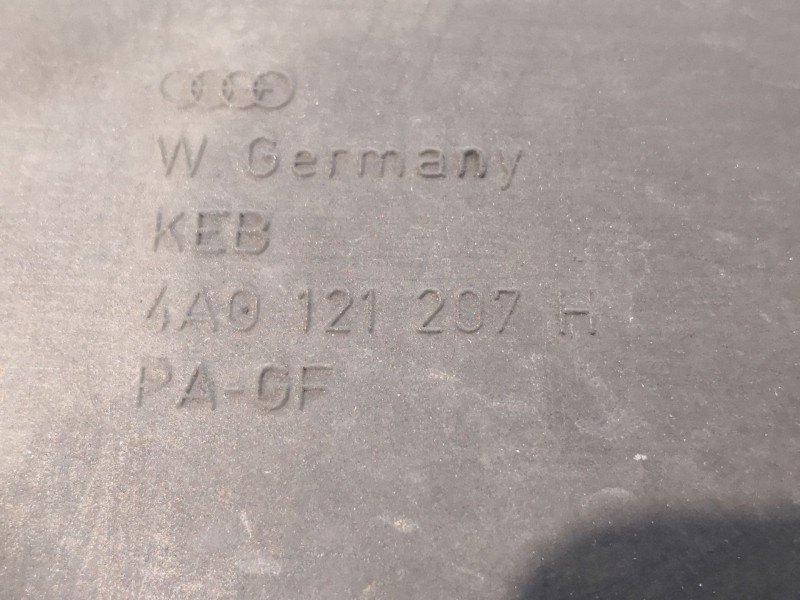 W. Germany
KEB
4A0 121 207 H
PA-GF